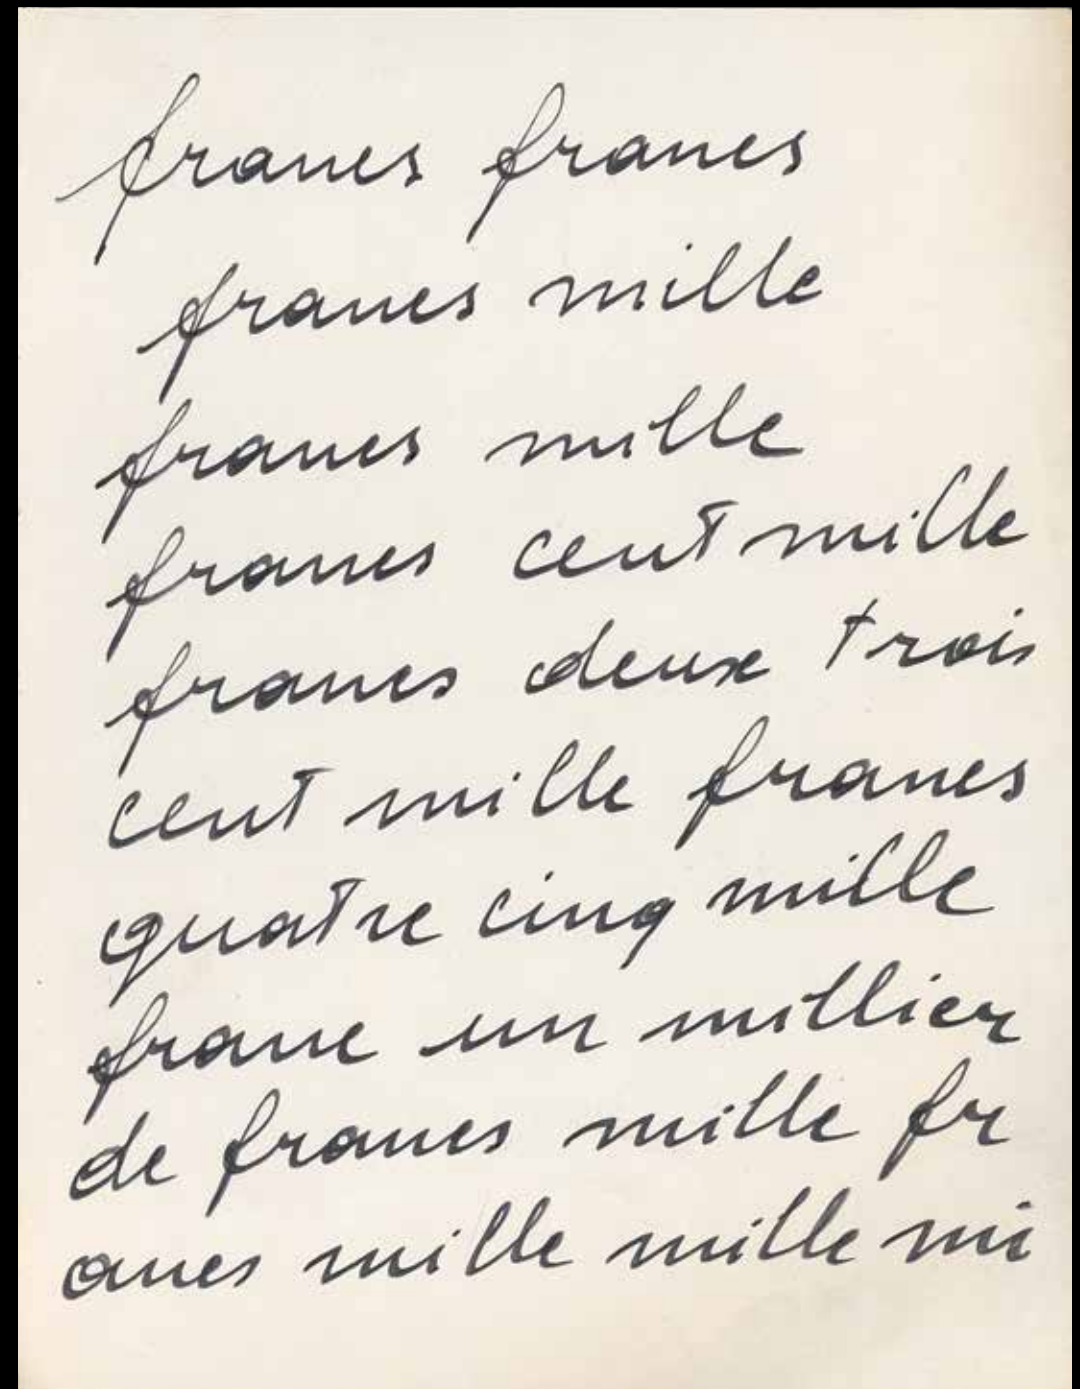 francs francs
francs mille
francs mille
francs cent mille
francs deux trois
cent mille francs
quatre cinq mille
franc un millier
de francs mille fr
ancs mille mille mi